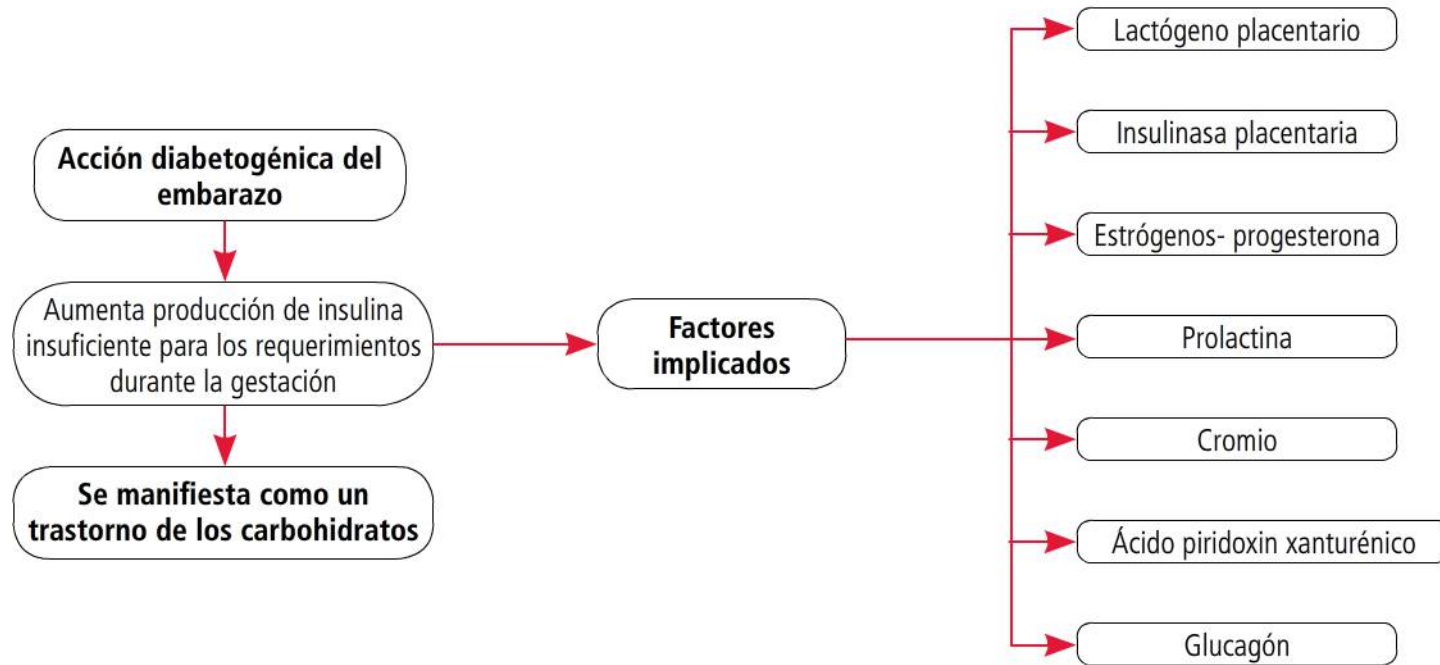 Acción diabetogénica del
embarazo
Aumenta producción de insulina
insuficiente para los requerimientos
durante la gestación
Se manifiesta como un
trastorno de los carbohidratos
Factores
implicados
Lactógeno placentario
Insulinasa placentaria
Estrógenos- progesterona
Prolactina
Cromio
Ácido piridoxin xanturénico
Glucagón